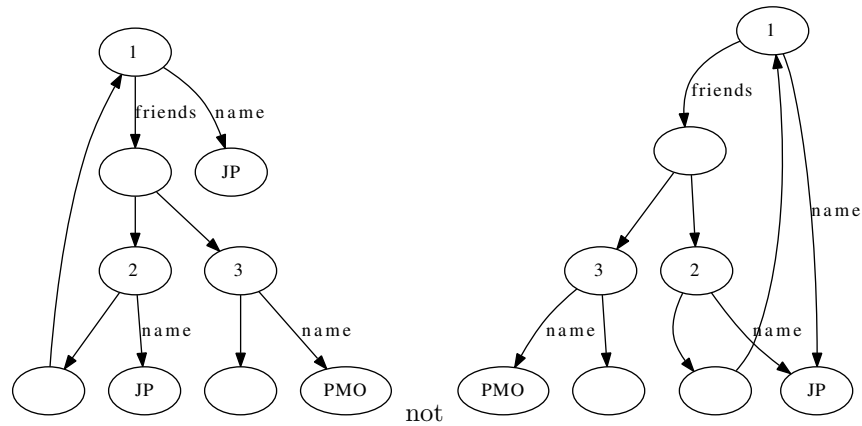 1
friends name
JP
2 3
name name
JP PMO
not
1
friends
name
3 2
name name
PMO JP